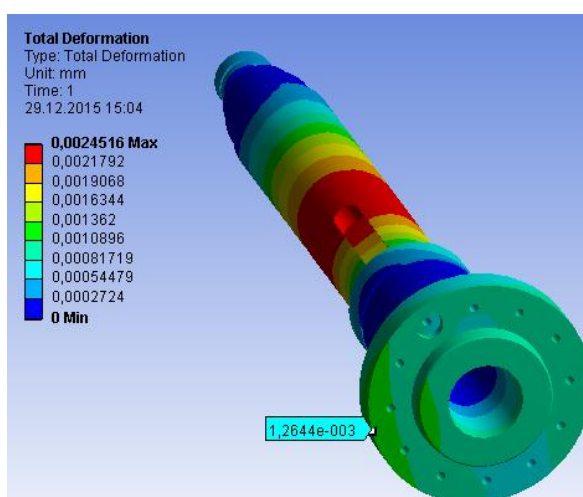 Total Deformation
Type: Total Deformation
Unit: mm
Time: 1
29.12.2015 15:04
0,0024516 Max
0,0021792
0,0019068
0,0016344
0,001362
0,0010896
0,00081719
0,00054479
0,0002724
0 Min
1,2644e-003